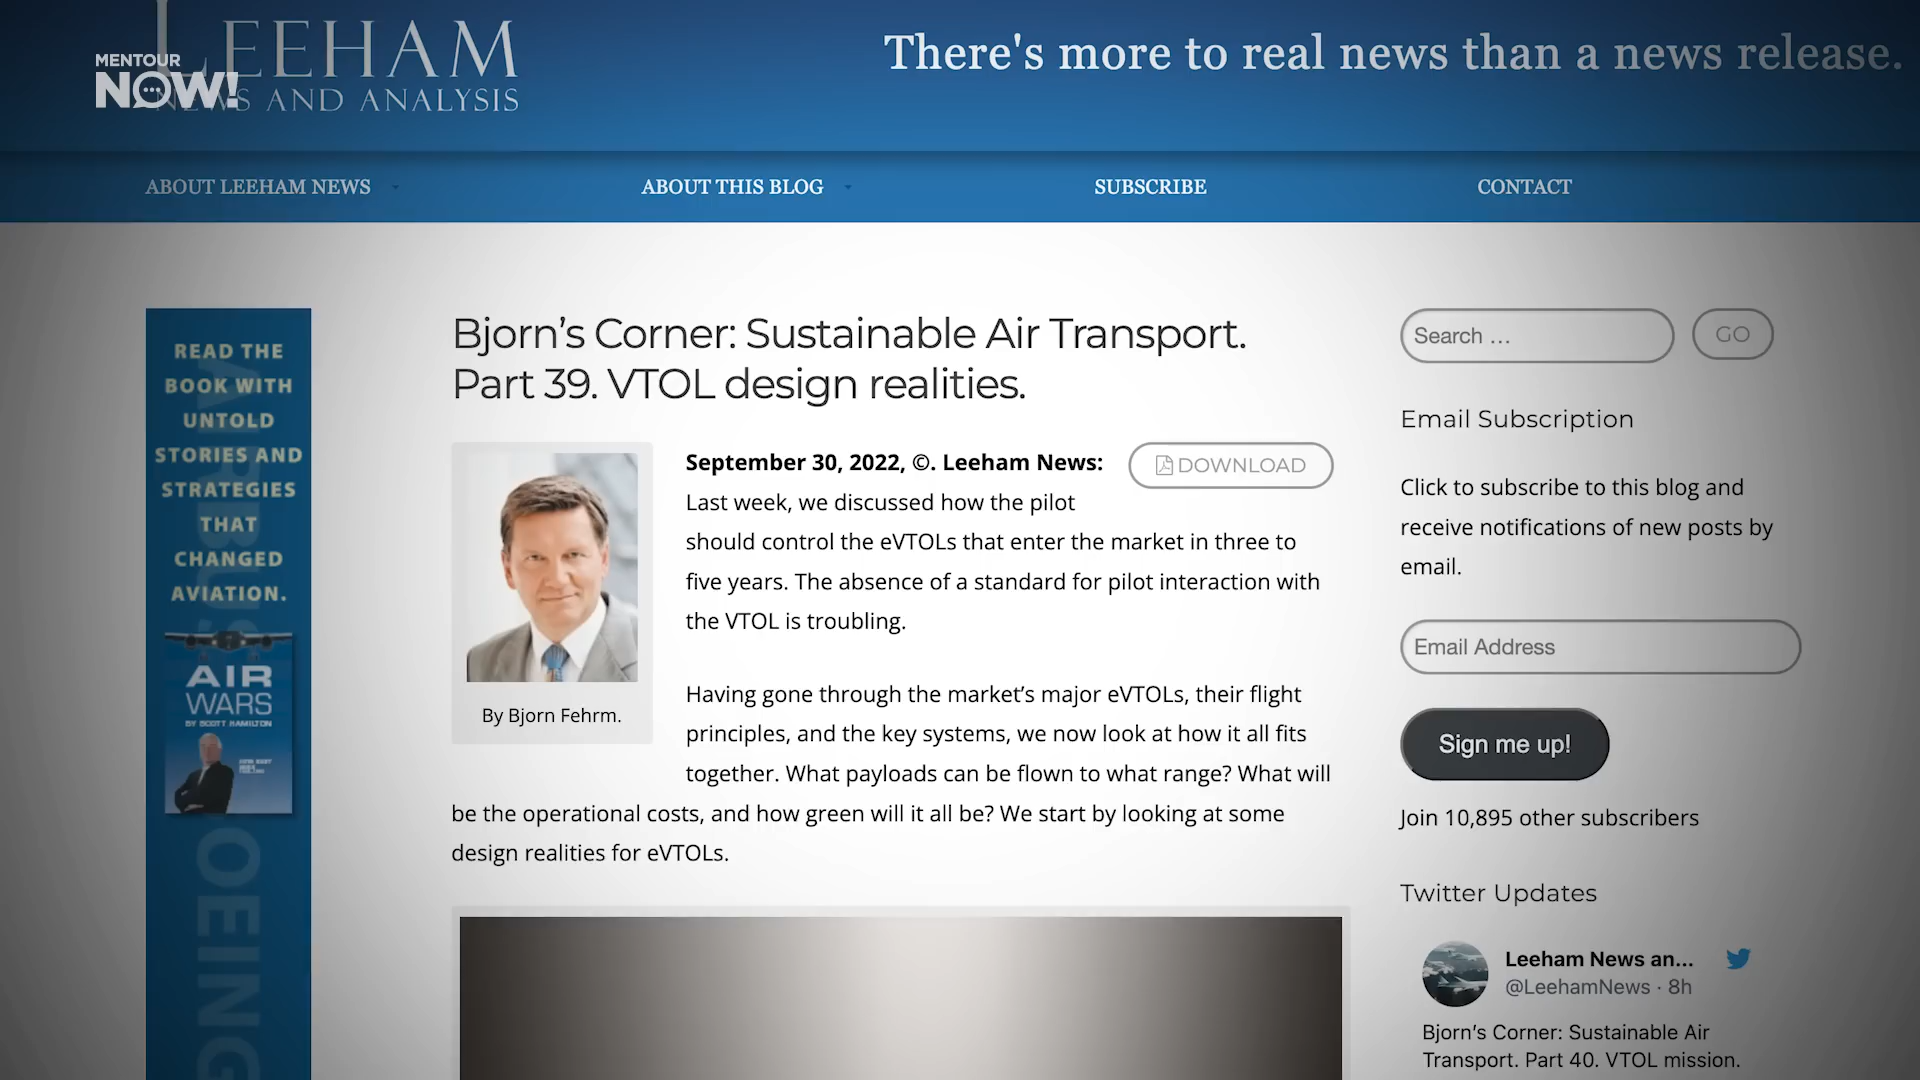 MENTOUR
NOW!
LEEHAM
NEWS AND ANALYSIS
There's more to real news than a news release.
ABOUT LEEHAM NEWS
ABOUT THIS BLOG
SUBSCRIBE
CONTACT
READ THE
BOOK WITH
UNTOLD
STORIES AND
STRATEGIES
THAT
CHANGED
AVIATION.
AIRBUS
AIR
WARS
BY SCOTT HAMILTON
OEING
Bjorn’s Corner: Sustainable Air Transport.
Part 39. VTOL design realities.
By Bjorn Fehrm.
September 30, 2022, ©. Leeham News:
DOWNLOAD
Last week, we discussed how the pilot
should control the eVTOLs that enter the market in three to
five years. The absence of a standard for pilot interaction with
the VTOL is troubling.
Having gone through the market’s major eVTOLs, their flight
principles, and the key systems, we now look at how it all fits
together. What payloads can be flown to what range? What will
be the operational costs, and how green will it all be? We start by looking at some
design realities for eVTOLs.
Search …
GO
Email Subscription
Click to subscribe to this blog and
receive notifications of new posts by
email.
Email Address
Sign me up!
Join 10,895 other subscribers
Twitter Updates
Leeham News an...
@LeehamNews · 8h
Bjorn’s Corner: Sustainable Air
Transport. Part 40. VTOL mission.